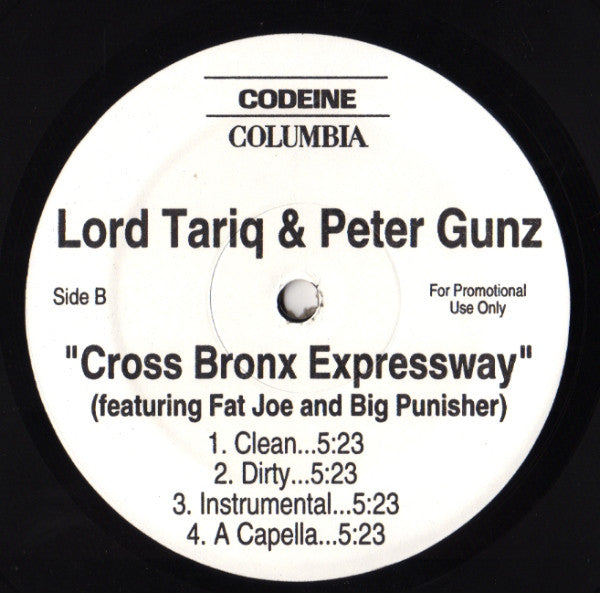 CODEINE
COLUMBIA
Lord Tariq & Peter Gunz
Side B
For Promotional
Use Only
"Cross Bronx Expressway"
(featuring Fat Joe and Big Punisher)
1. Clean...5:23
2. Dirty...5:23
3. Instrumental...5:23
4. A Capella...5:23